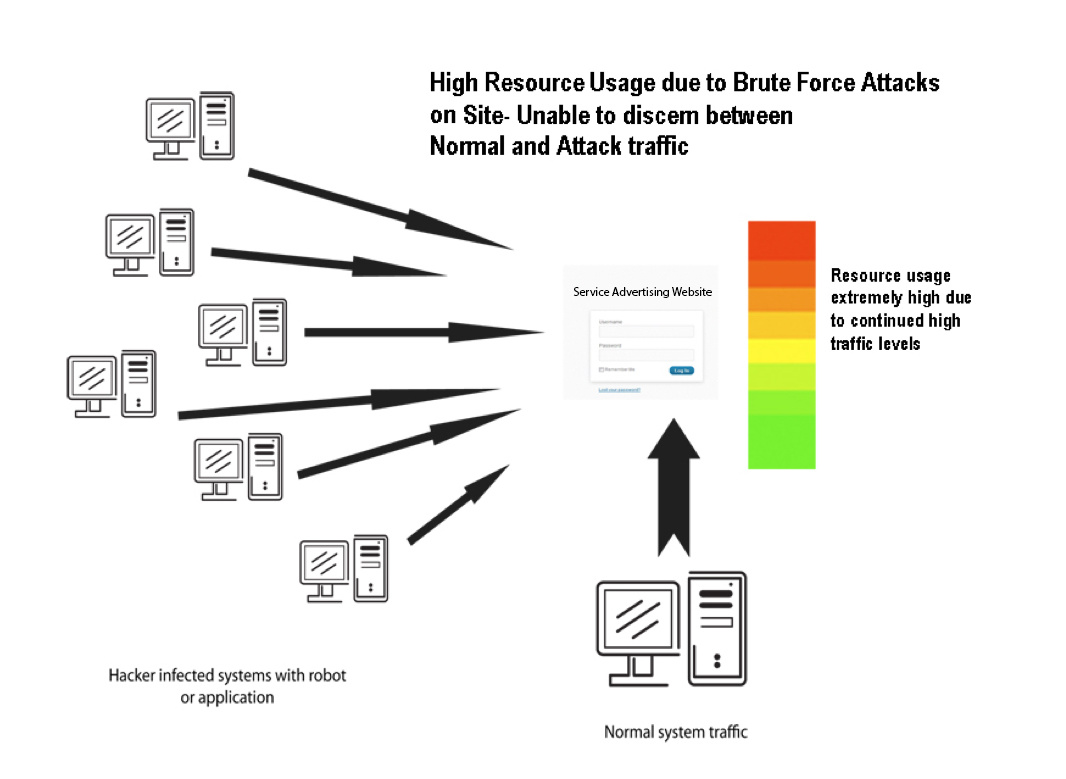 High Resource Usage due to Brute Force Attacks
on Site- Unable to discern between
Normal and Attack traffic
Service Advertising Website
Username
Password
Remember Me
Log In
Lost your password?
Resource usage
extremely high due
to continued high
traffic levels
Hacker infected systems with robot
or application
Normal system traffic